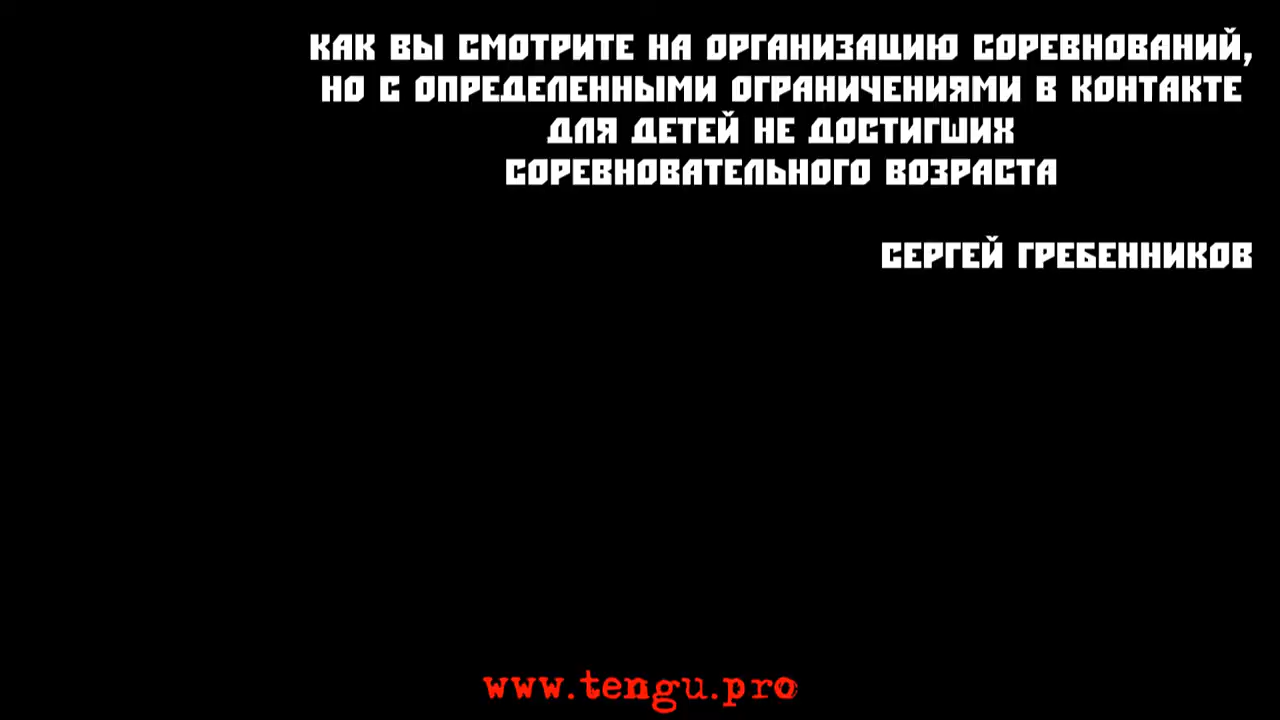 КАК ВЫ СМОТРИТЕ НА ОРГАНИЗАЦИЮ СОРЕВНОВАНИЙ,
НО С ОПРЕДЕЛЕННЫМИ ОГРАНИЧЕНИЯМИ В КОНТАКТЕ
ДЛЯ ДЕТЕЙ НЕ ДОСТИГШИХ
СОРЕВНОВАТЕЛЬНОГО ВОЗРАСТА
СЕРГЕЙ ГРЕБЕННИКОВ
www.tengu.pro